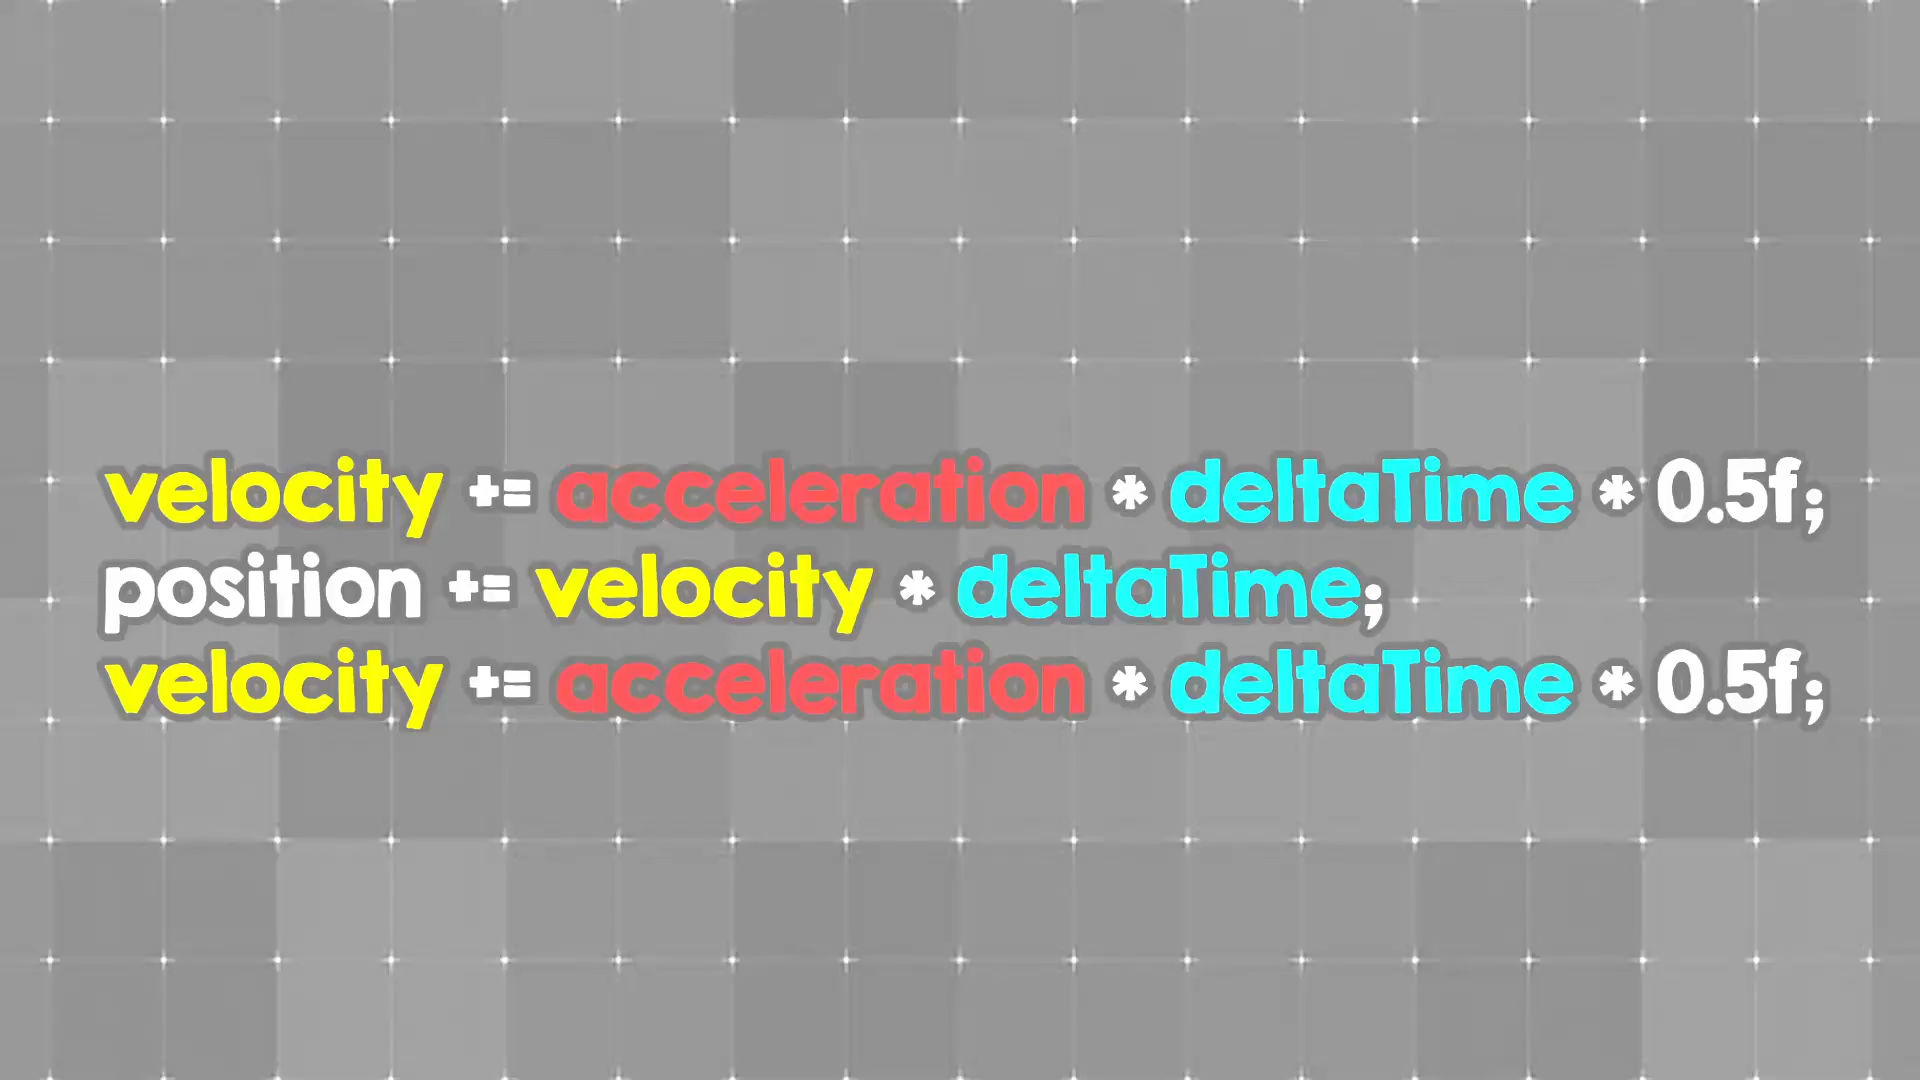 velocity += acceleration * deltaTime * 0.5f;
position += velocity * deltaTime;
velocity += acceleration * deltaTime * 0.5f;